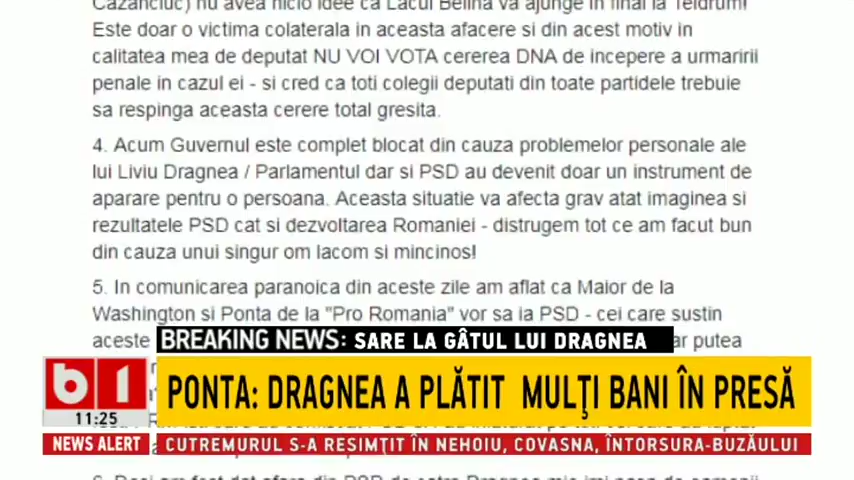 Cazanciuc) nu avea nicio idee ca Lacul Belina va ajunge in final la Teldrum!
Este doar o victima colaterala in aceasta afacere si din acest motiv in
calitatea mea de deputat NU VOI VOTA cererea DNA de incepere a urmaririi
penale in cazul ei - si cred ca toti colegii deputati din toate partidele trebuie
sa respinga aceasta cerere total gresita.
4. Acum Guvernul este complet blocat din cauza problemelor personale ale
lui Liviu Dragnea / Parlamentul dar si PSD au devenit doar un instrument de
aparare pentru o persoana. Aceasta situatie va afecta grav atat imaginea si
rezultatele PSD cat si dezvoltarea Romaniei - distrugem tot ce am facut bun
din cauza unui singur om lacom si mincinos!
5. In comunicarea paranoica din aceste zile am aflat ca Maior de la
Washington si Ponta de la "Pro Romania" vor sa ia PSD - cei care sustin
aceste
putea
BREAKING NEWS: SARE LA GÂTUL LUI DRAGNEA
b1
PONTA: DRAGNEA A PLĂTIT MULŢI BANI ÎN PRESĂ
11:25
NEWS ALERT CUTREMURUL S-A RESIMŢIT ÎN NEHOIU, COVASNA, ÎNTORSURA-BUZĂULUI